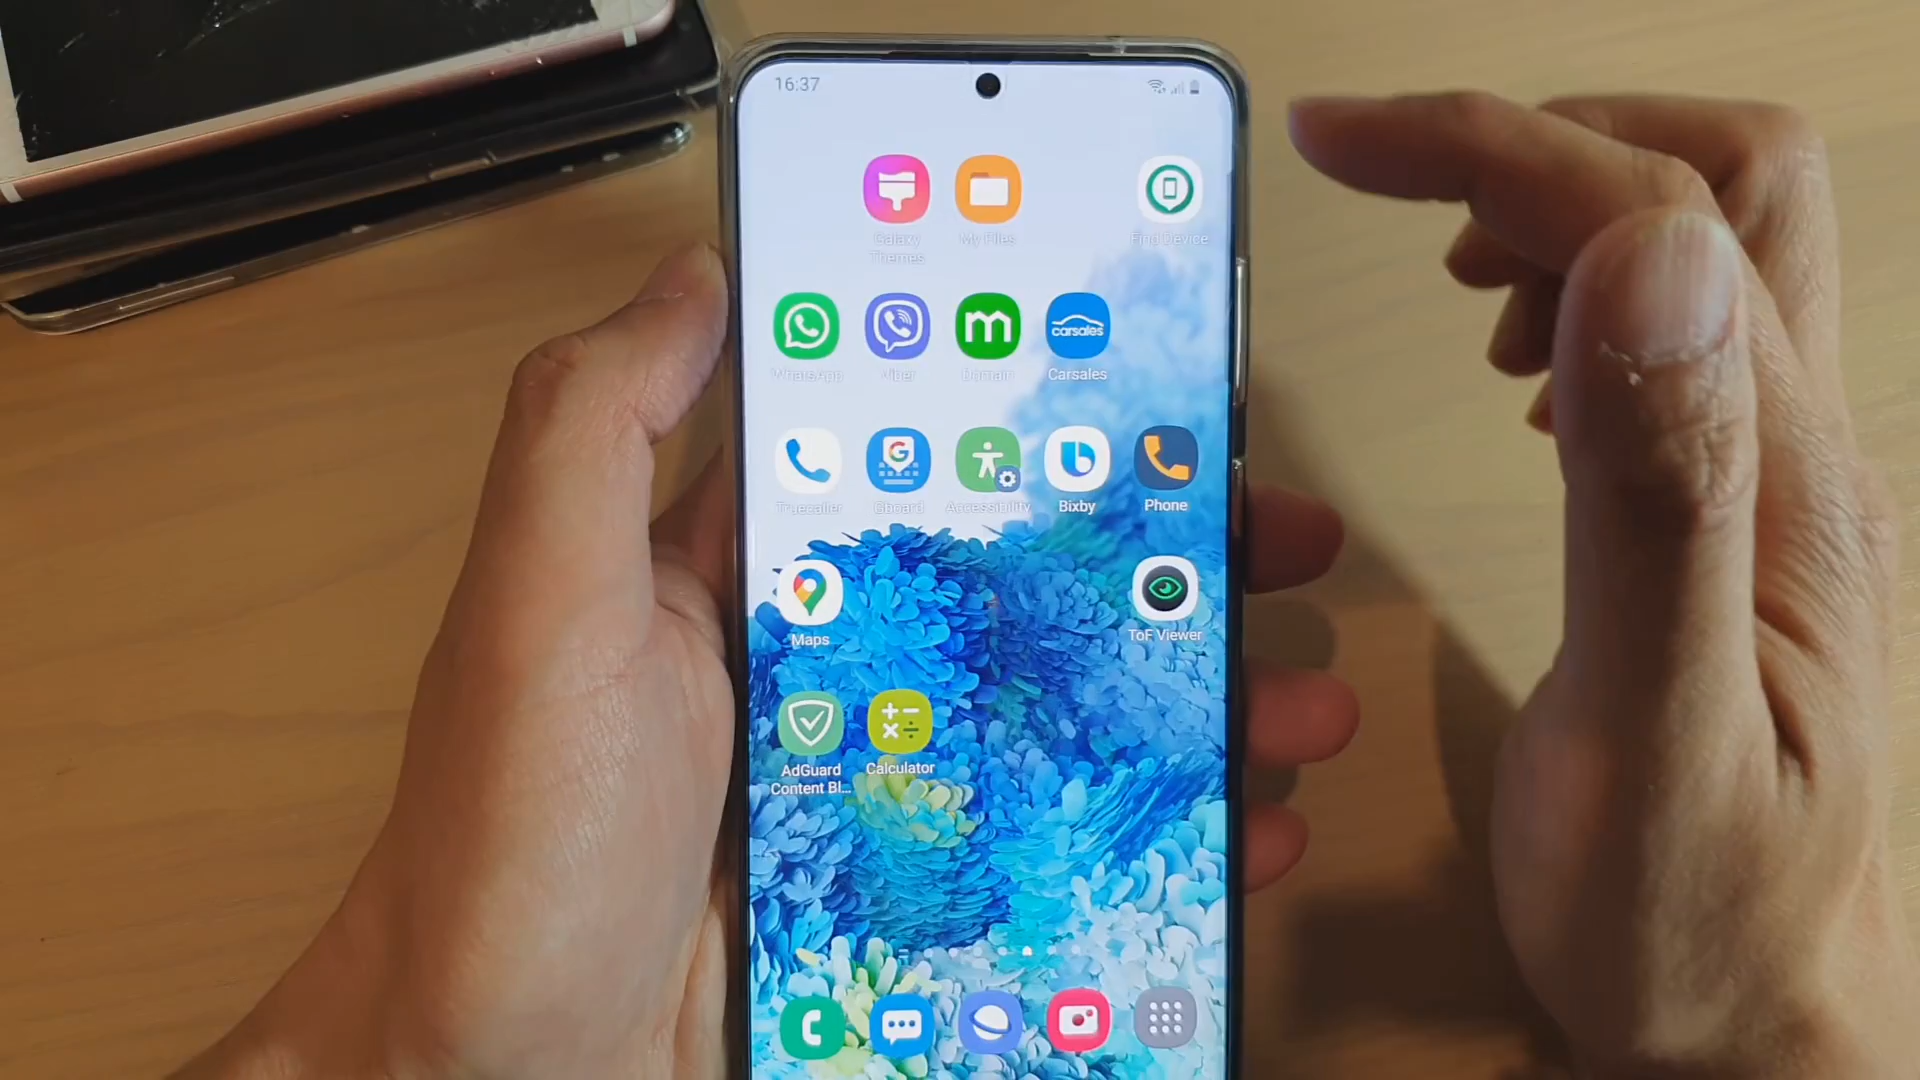 16:37
Galaxy
Themes
My Files
Find Device
m
carsales
WhatsApp
Viber
Domain
Carsales
G
Truecaller
Gboard
Accessibility
Bixby
Phone
Maps
ToF Viewer
AdGuard
Content Bl...
Calculator